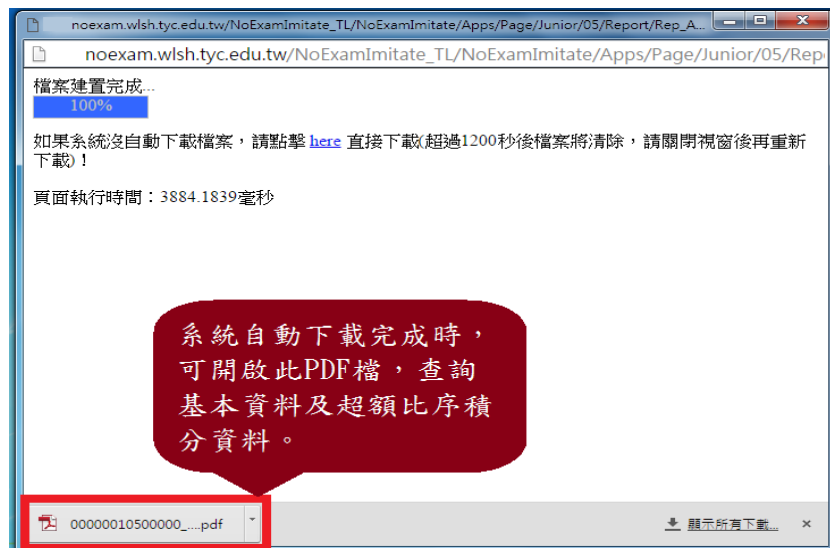 noexam.wlsh.tyc.edu.tw/NoExamImitate_TL/NoExamImitate/Apps/Page/Junior/05/Report/Rep_A...
noexam.wlsh.tyc.edu.tw/NoExamImitate_TL/NoExamImitate/Apps/Page/Junior/05/Rep
檔案建置完成...
100%
如果系統沒自動下載檔案，請點擊 here 直接下載(超過1200秒後檔案將清除，請關閉視窗後再重新
下載)！
頁面執行時間：3884.1839毫秒
系統自動下載完成時，
可開啟此PDF檔，查詢
基本資料及超額比序積
分資料。
00000010500000_....pdf
顯示所有下載...